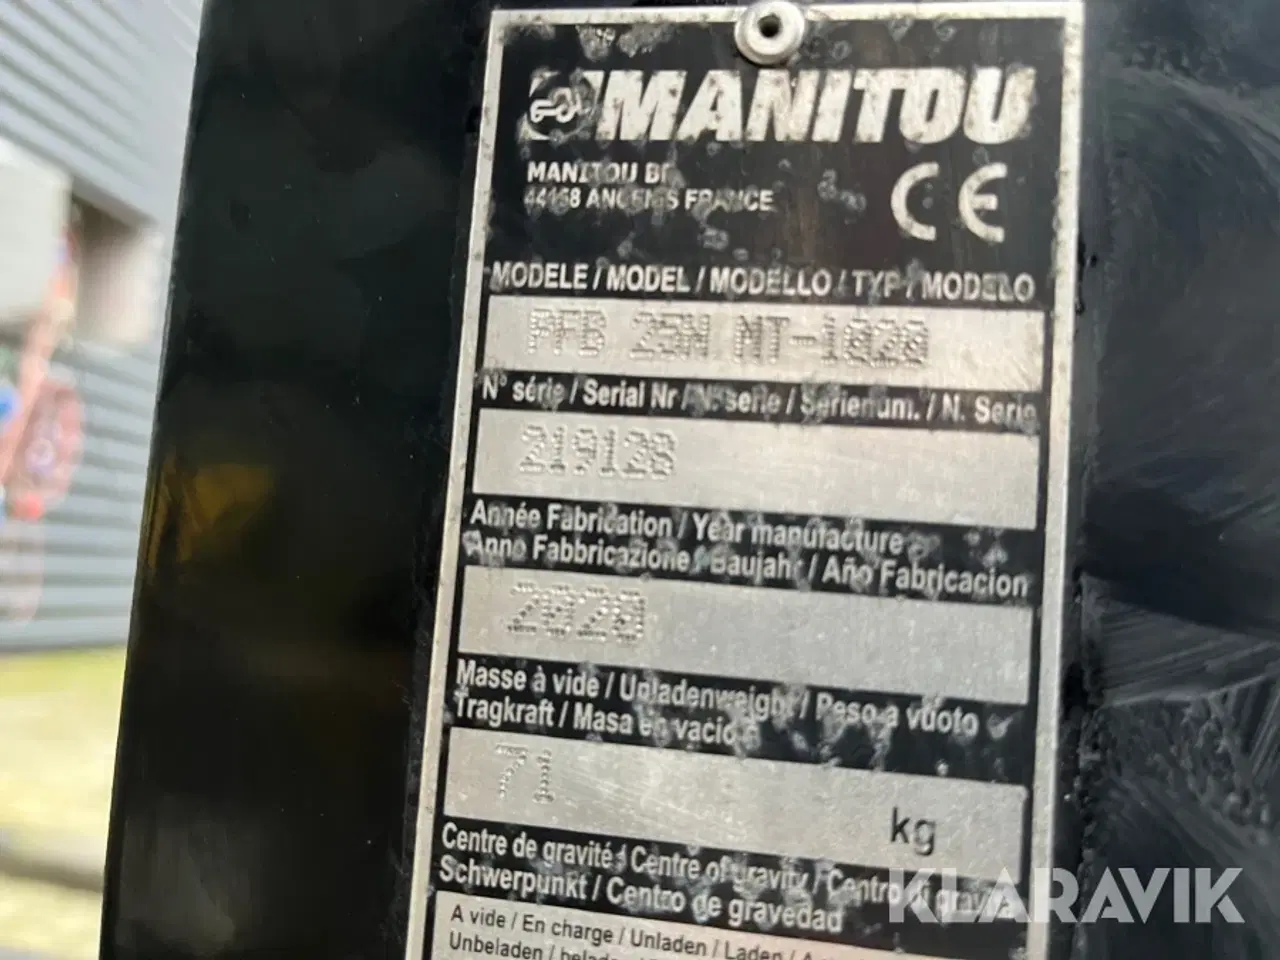 MANITOU
MANITOU BF
44158 ANCENIS FRANCE
CE
MODELE / MODEL / MODELLO / TYP / MODELO
PFB 25N MT-1020
N° série / Serial Nr / N. serie / Serienum. / N. Serie
219128
Année Fabrication / Year manufacture
Anno Fabbricazione / Baujahr / Año Fabricacion
2020
Masse à vide / Unladenweight / Peso a vuoto
Tragkraft / Masa en vacio
71 kg
Centre de gravité / Centre of gravity / Centro di gravita
Schwerpunkt / Centro de gravedad
A vide / En charge / Unladen / Laden /
Unbeladen /
KLARAVIK